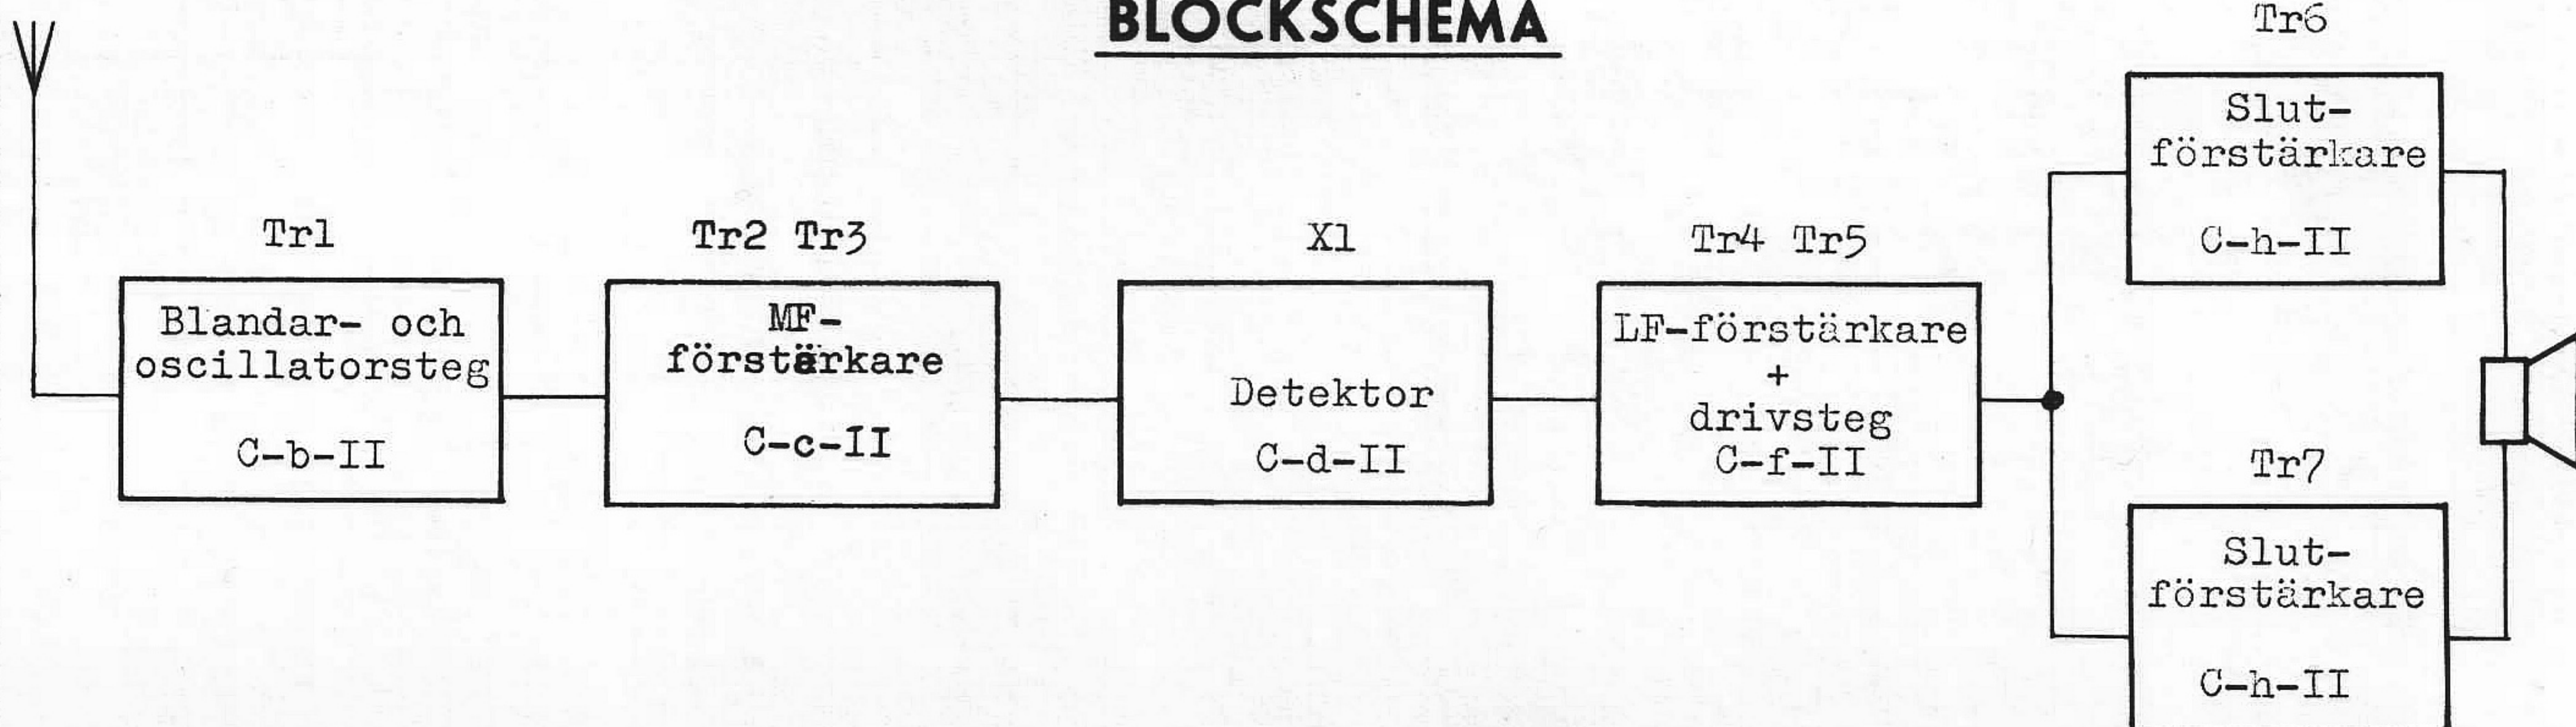 BLOCKSCHEMA
Tr1
Blandar- och
oscillatorsteg
C-b-II
Tr2 Tr3
MF-
förstärkare
C-c-II
X1
Detektor
C-d-II
Tr4 Tr5
LF-förstärkare
+
drivsteg
C-f-II
Tr6
Slut-
förstärkare
C-h-II
Tr7
Slut-
förstärkare
C-h-II